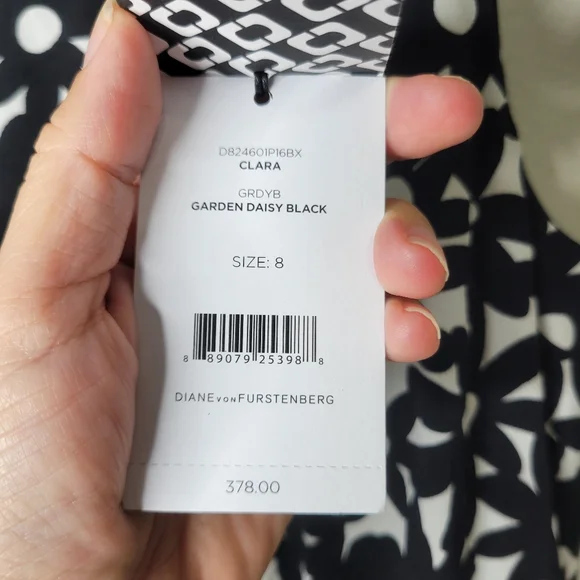 D824601P16BX
CLARA
GRDYB
GARDEN DAISY BLACK
SIZE: 8
8 89079 25398 8
DIANE VON FURSTENBERG
378.00